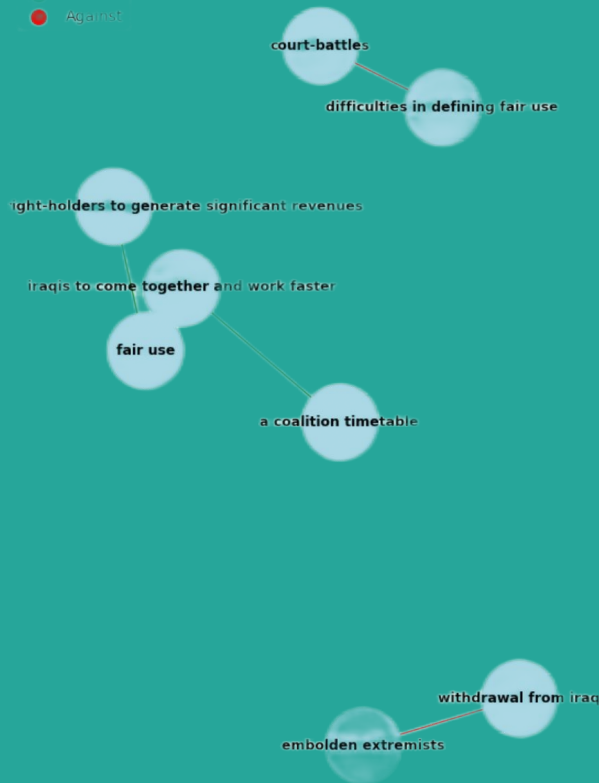 Against
court-battles
difficulties in defining fair use
ight-holders to generate significant revenues
iraqis to come together and work faster
fair use
a coalition timetable
withdrawal from iraq
embolden extremists